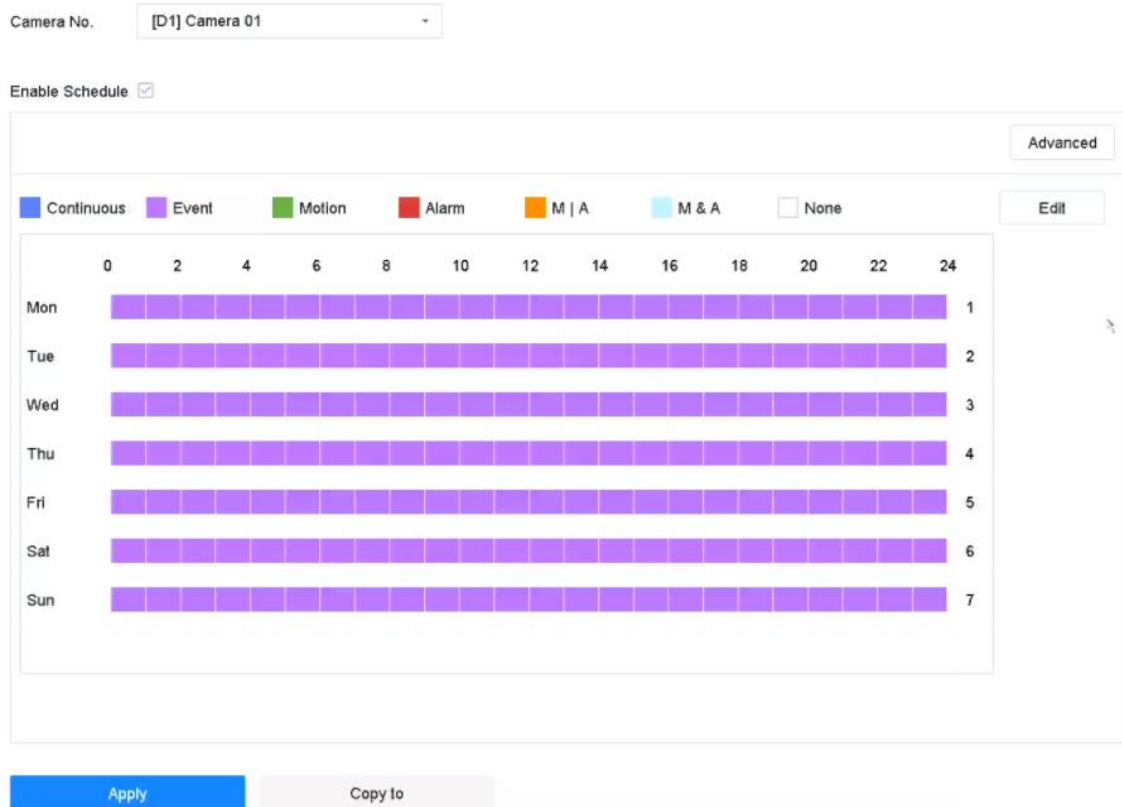 Camera No. [D1] Camera 01
Enable Schedule
Advanced
Continuous Event Motion Alarm M | A M & A None Edit
0 2 4 6 8 10 12 14 16 18 20 22 24
Mon 1
Tue 2
Wed 3
Thu 4
Fri 5
Sat 6
Sun 7
Apply Copy to